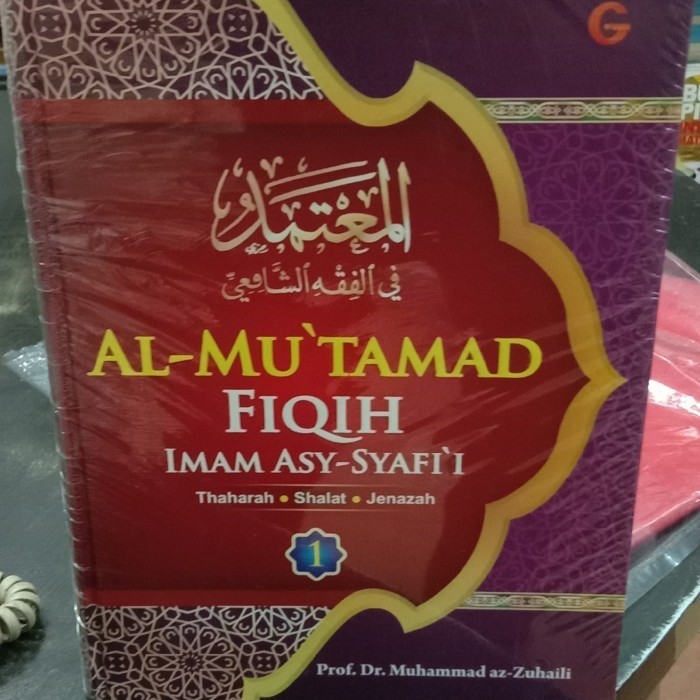 G
المعتمد
في الفقه الشافعي
AL-MU`TAMAD
FIQIH
IMAM ASY-SYAFI`I
Thaharah • Shalat • Jenazah
1
Prof. Dr. Muhammad az-Zuhaili